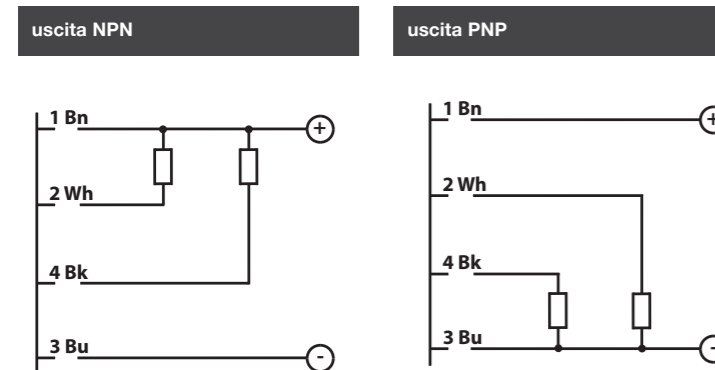 uscita NPN
uscita PNP
1 Bn
+
2 Wh
4 Bk
3 Bu
-
1 Bn
+
2 Wh
4 Bk
3 Bu
-